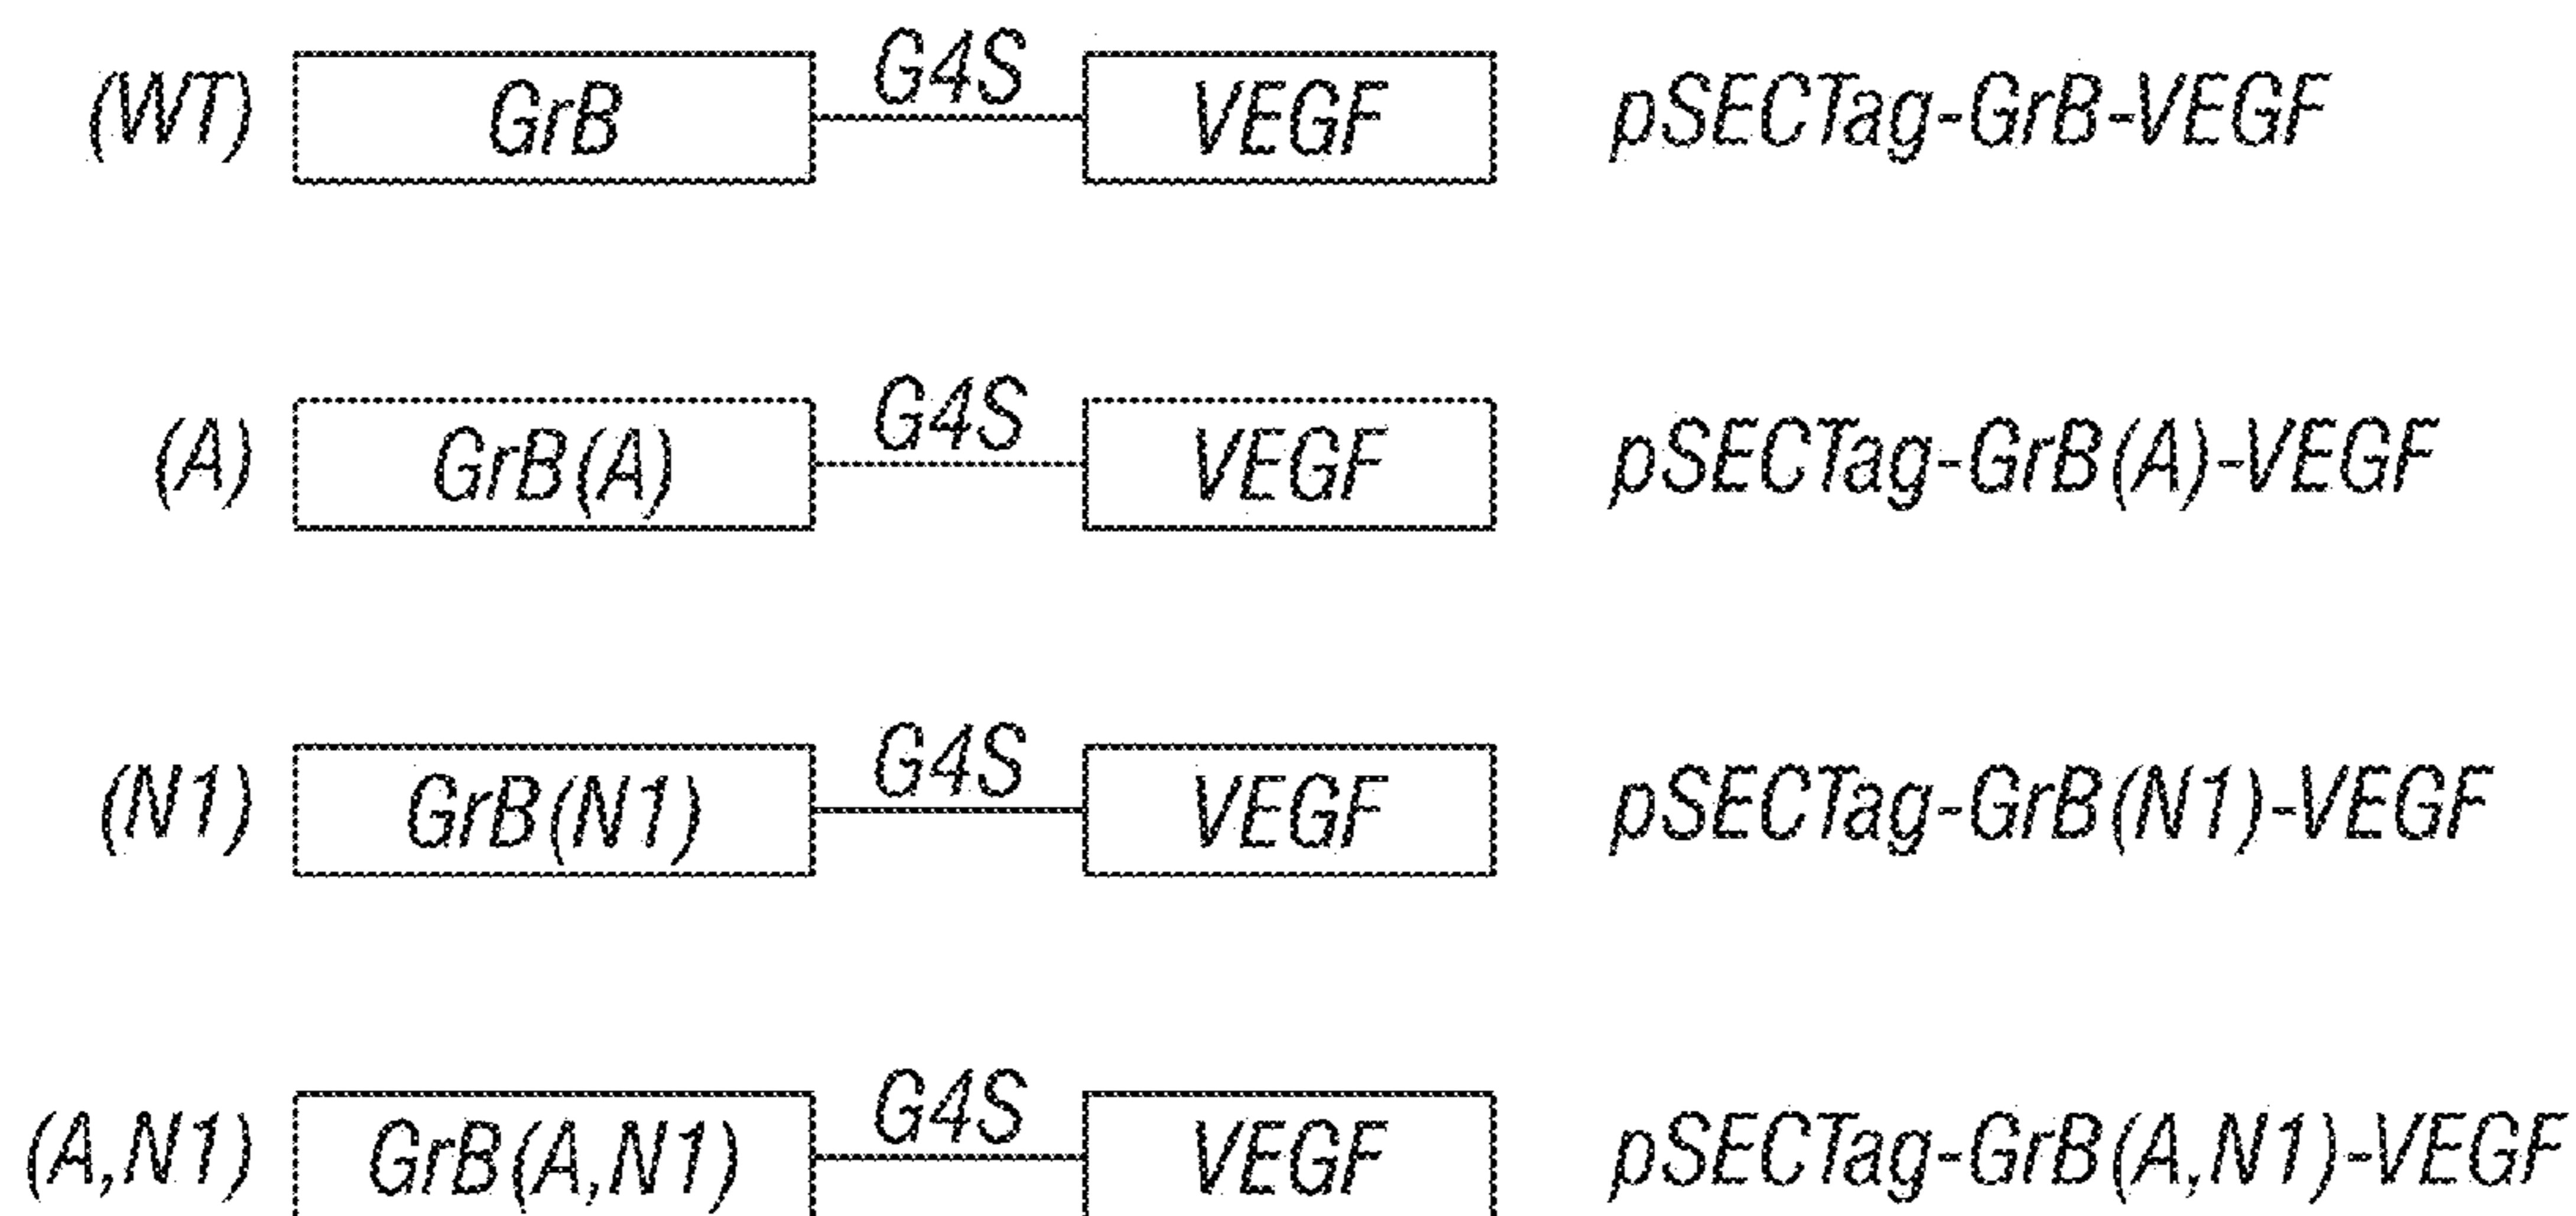 (WT) GrB G4S VEGF pSECTag-GrB-VEGF
(A) GrB(A) G4S VEGF pSECTag-GrB(A)-VEGF
(N1) GrB(N1) G4S VEGF pSECTag-GrB(N1)-VEGF
(A,N1) GrB(A,N1) G4S VEGF pSECTag-GrB(A,N1)-VEGF